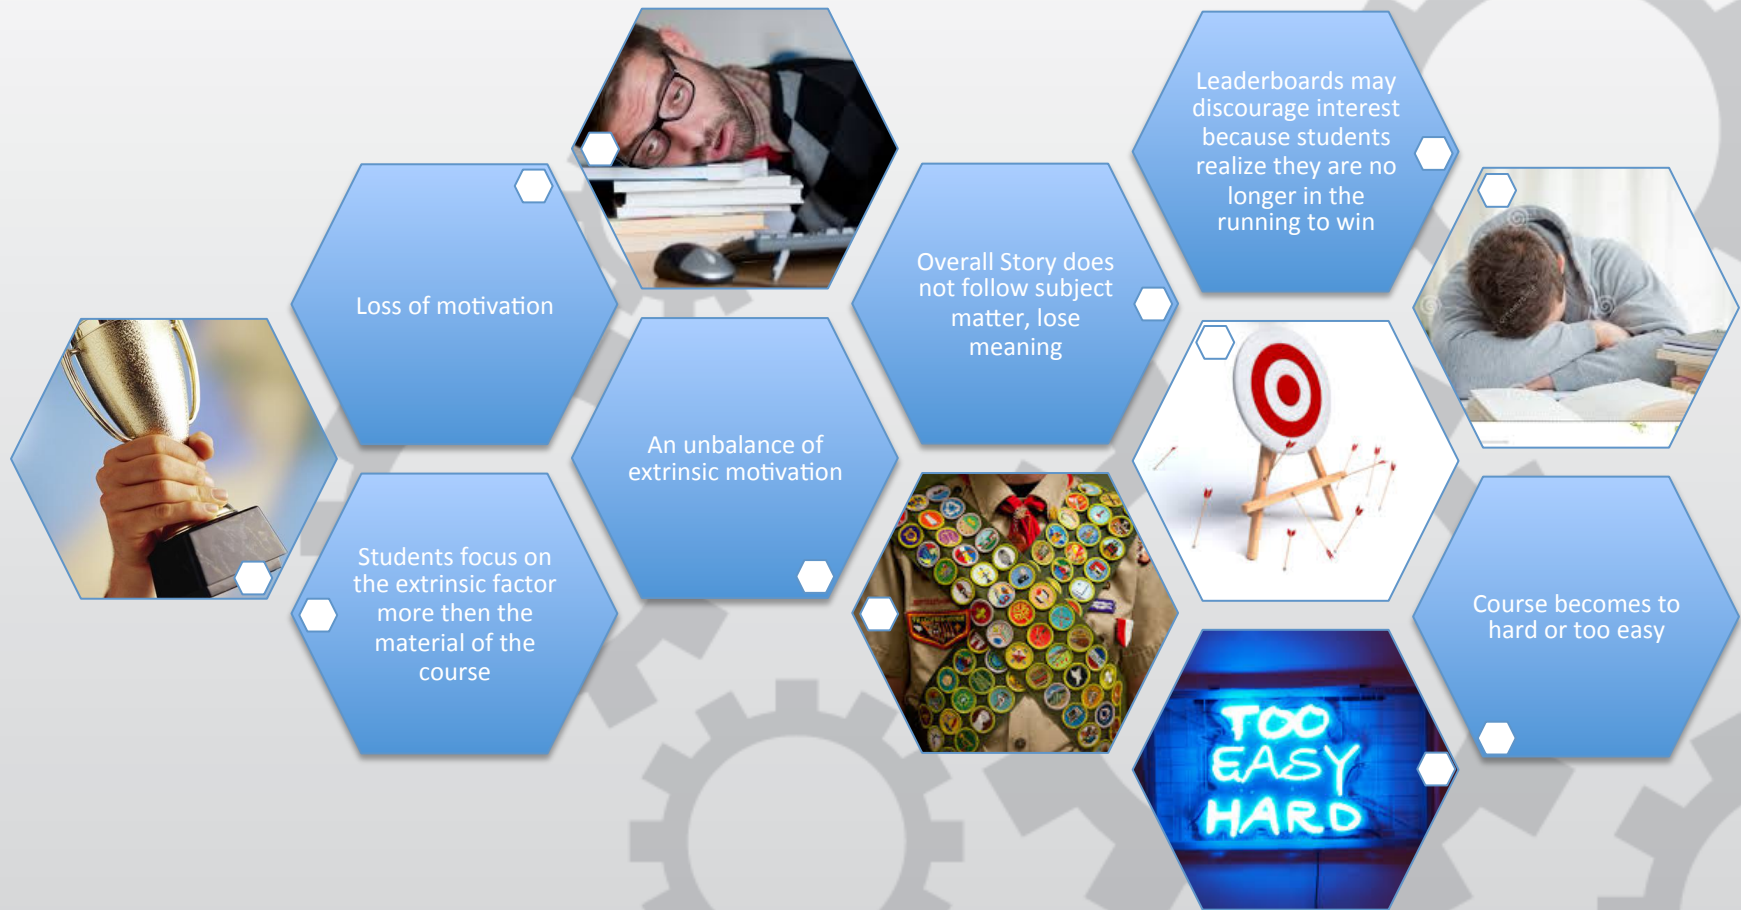 Loss of motivation
Students focus on
the extrinsic factor
more then the
material of the
course
An unbalance of
extrinsic motivation
Overall Story does
not follow subject
matter, lose
meaning
Leaderboards may
discourage interest
because students
realize they are no
longer in the
running to win
Course becomes to
hard or too easy
TOO
EASY
HARD